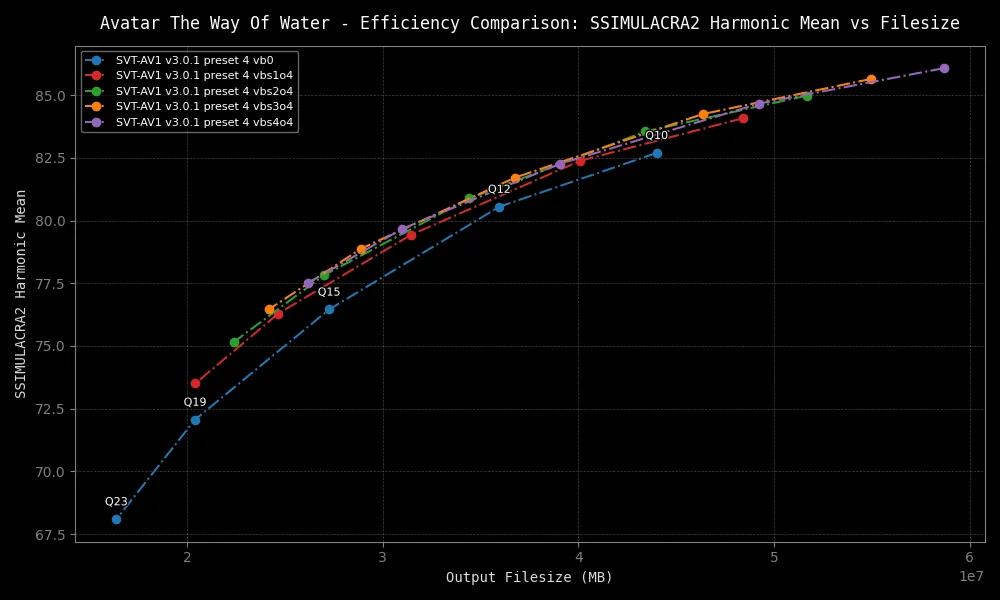 Avatar The Way Of Water - Efficiency Comparison: SSIMULACRA2 Harmonic Mean vs Filesize
SVT-AV1 v3.0.1 preset 4 vb0
SVT-AV1 v3.0.1 preset 4 vbs1o4
SVT-AV1 v3.0.1 preset 4 vbs2o4
SVT-AV1 v3.0.1 preset 4 vbs3o4
SVT-AV1 v3.0.1 preset 4 vbs4o4
SSIMULACRA2 Harmonic Mean
85.0
82.5
80.0
77.5
75.0
72.5
70.0
67.5
Q10
Q12
Q15
Q19
Q23
2 3 4 5 6
1e7
Output Filesize (MB)